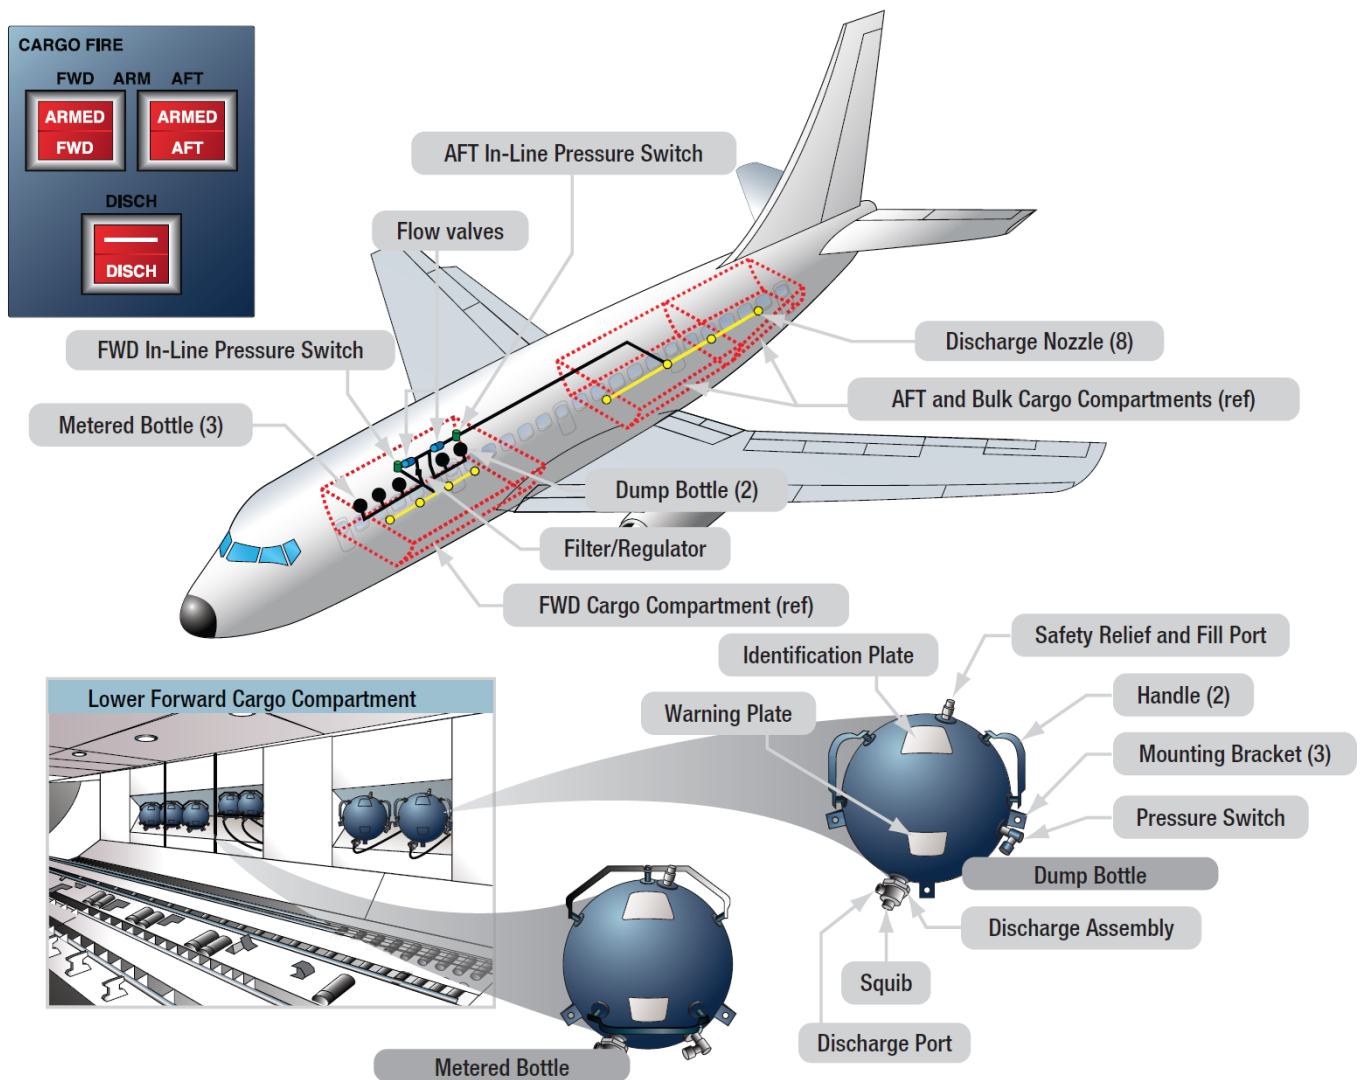 CARGO FIRE
FWD ARM AFT
ARMED
FWD
ARMED
AFT
DISCH
DISCH
AFT In-Line Pressure Switch
Flow valves
FWD In-Line Pressure Switch
Metered Bottle (3)
Discharge Nozzle (8)
AFT and Bulk Cargo Compartments (ref)
Dump Bottle (2)
Filter/Regulator
FWD Cargo Compartment (ref)
Safety Relief and Fill Port
Identification Plate
Handle (2)
Warning Plate
Mounting Bracket (3)
Pressure Switch
Dump Bottle
Discharge Assembly
Squib
Discharge Port
Lower Forward Cargo Compartment
Metered Bottle